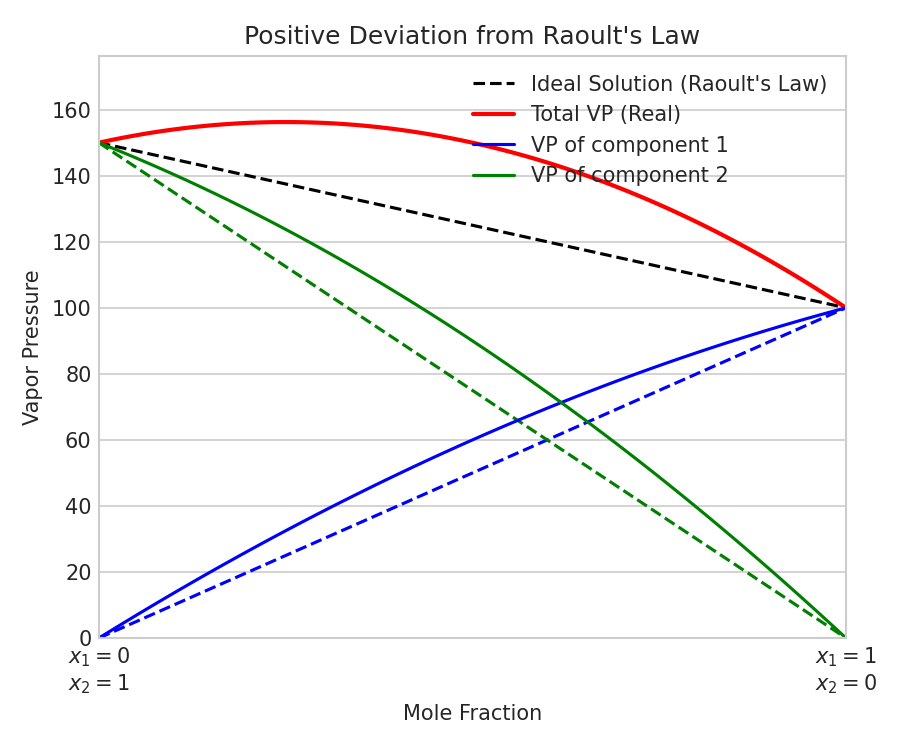 Positive Deviation from Raoult's Law
Ideal Solution (Raoult's Law)
Total VP (Real)
VP of component 1
VP of component 2
160
140
120
100
80
60
40
20
0
Vapor Pressure
x₁ = 0
x₂ = 1
x₁ = 1
x₂ = 0
Mole Fraction